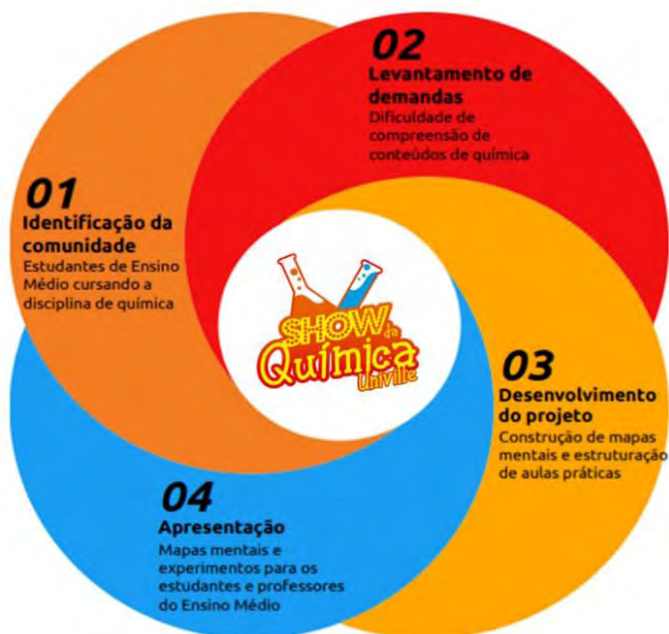 01
Identificação da
comunidade
Estudantes de Ensino
Médio cursando a
disciplina de química
02
Levantamento de
demandas
Dificuldade de
compreensão de
conteúdos de química
03
Desenvolvimento
do projeto
Construção de mapas
mentais e estruturação
de aulas práticas
04
Apresentação
Mapas mentais e
experimentos para os
estudantes e professores
do Ensino Médio
SHOW da
Química
Univille